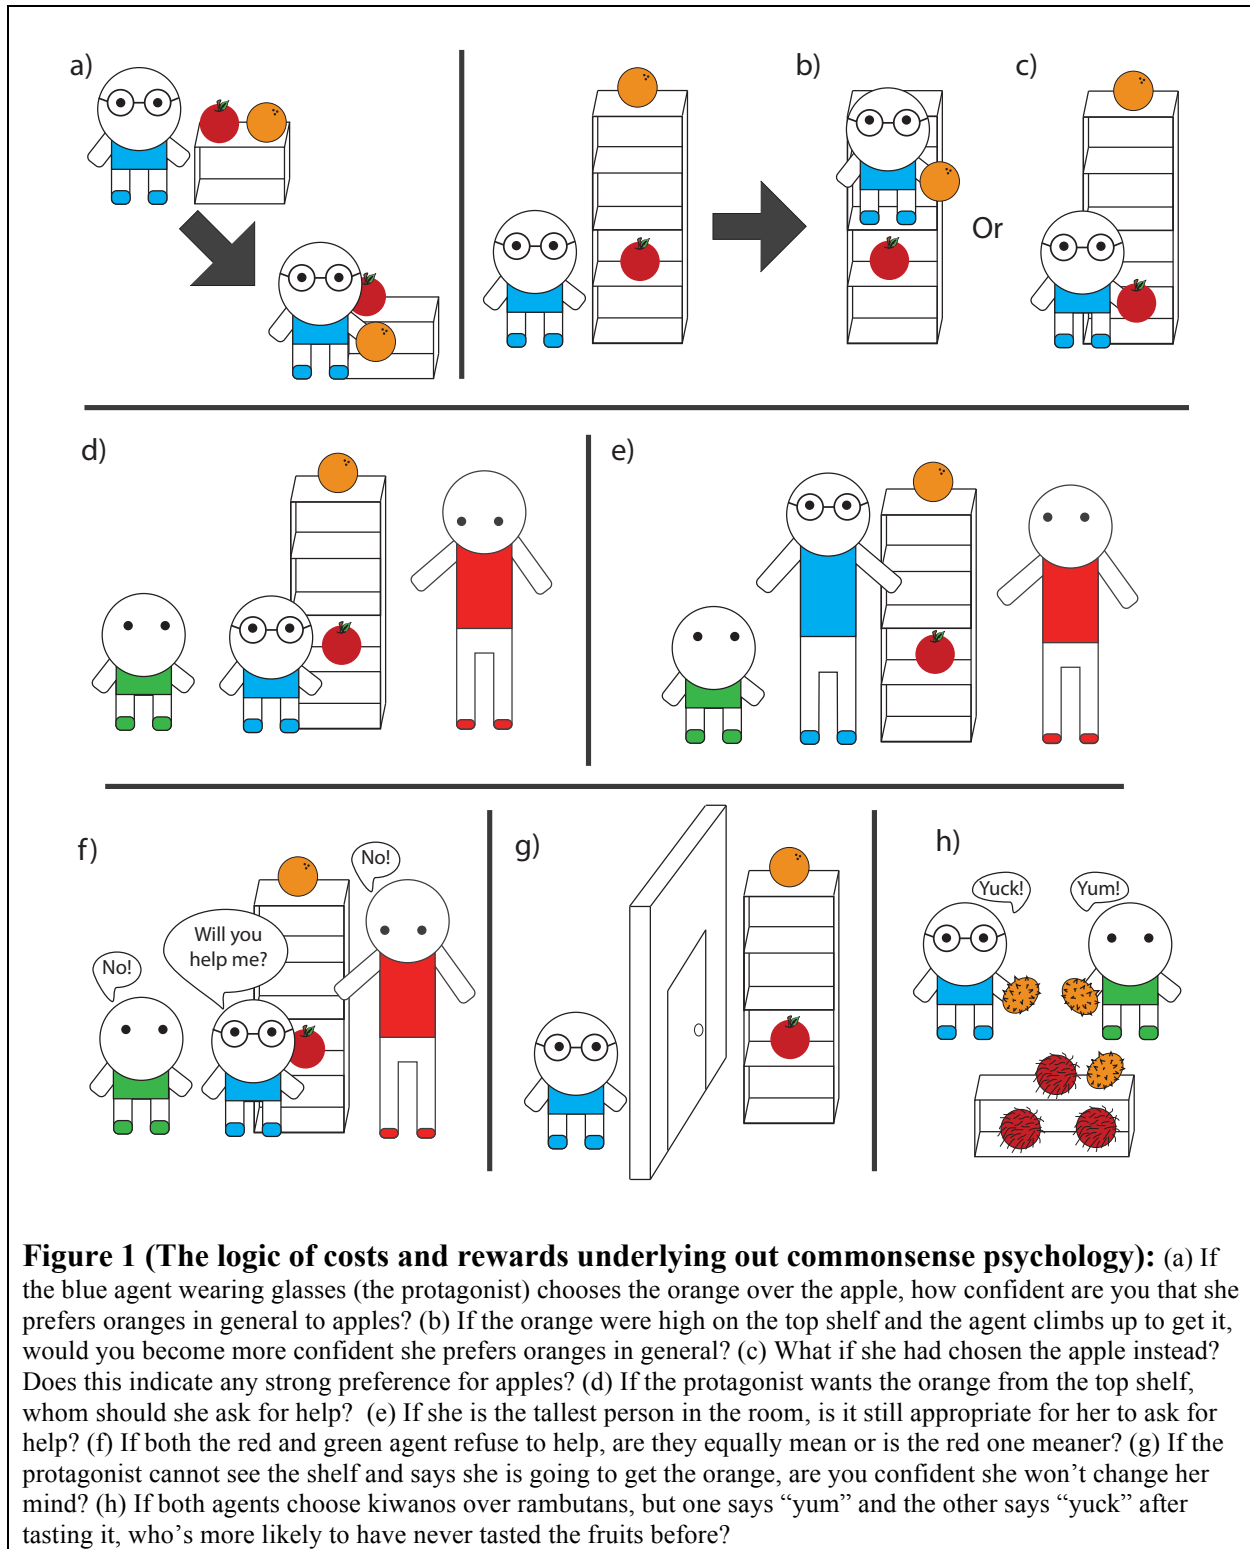 a)
b)
c)
Or
d)
e)
f)
No!
Will you
help me?
No!
g)
h)
Yuck!
Yum!
Figure 1 (The logic of costs and rewards underlying out commonsense psychology): (a) If
the blue agent wearing glasses (the protagonist) chooses the orange over the apple, how confident are you that she
prefers oranges in general to apples? (b) If the orange were high on the top shelf and the agent climbs up to get it,
would you become more confident she prefers oranges in general? (c) What if she had chosen the apple instead?
Does this indicate any strong preference for apples? (d) If the protagonist wants the orange from the top shelf,
whom should she ask for help? (e) If she is the tallest person in the room, is it still appropriate for her to ask for
help? (f) If both the red and green agent refuse to help, are they equally mean or is the red one meaner? (g) If the
protagonist cannot see the shelf and says she is going to get the orange, are you confident she won't change her
mind? (h) If both agents choose kiwanos over rambutans, but one says “yum” and the other says “yuck” after
tasting it, who's more likely to have never tasted the fruits before?